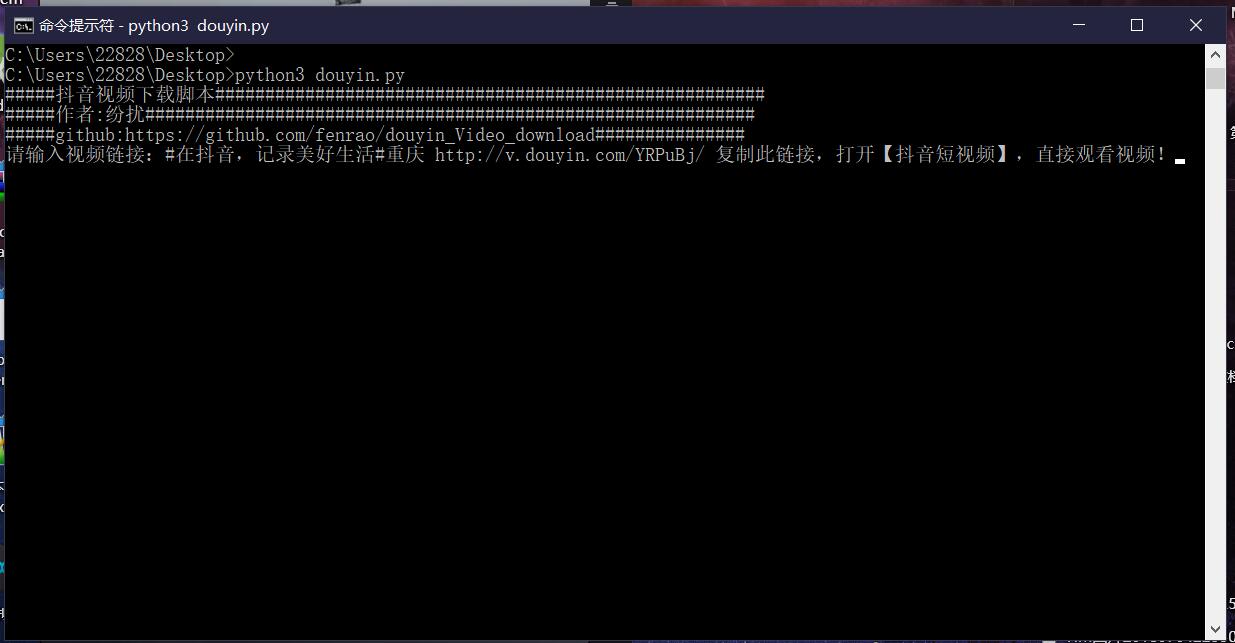 命令提示符 - python3  douyin.py
C:\Users\22828\Desktop>
C:\Users\22828\Desktop>python3 douyin.py
#####抖音视频下载脚本#######################################################
#####作者:纷扰#############################################################
#####github:https://github.com/fenrao/douyin_Video_download###############
请输入视频链接：#在抖音，记录美好生活#重庆 http://v.douyin.com/YRPuBj/ 复制此链接，打开【抖音短视频】，直接观看视频！